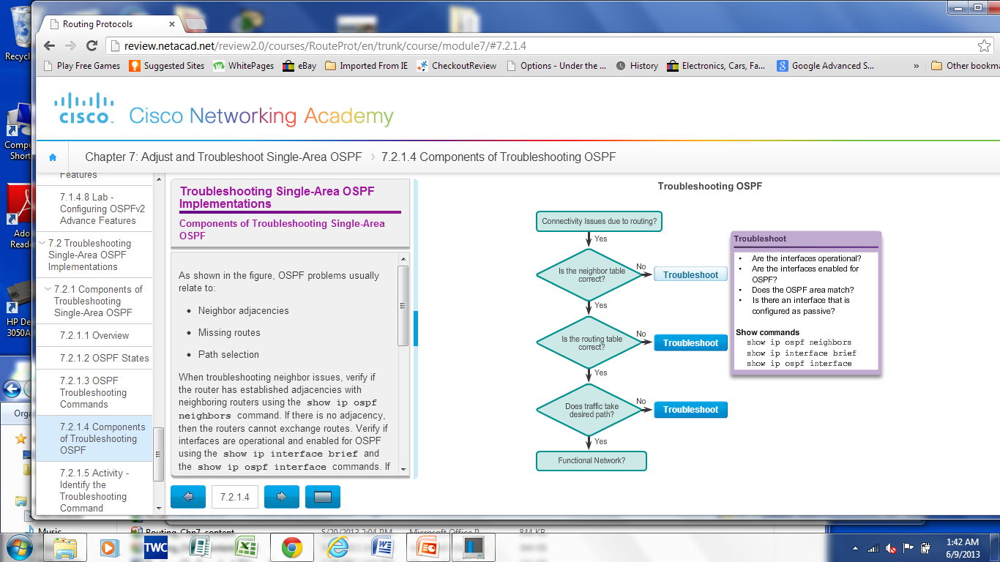 Recycl
Compu
Short
Ado
Read
HP De
3050A
Routing Protocols
review.netacad.net/review2.0/courses/RouteProt/en/trunk/course/module7/#7.2.1.4
Play Free Games
Suggested Sites
WhitePages
eBay
Imported From IE
CheckoutReview
Options - Under the ...
History
Electronics, Cars, Fa...
Google Advanced S...
»
Other bookma
CISCO
Cisco Networking Academy
Chapter 7: Adjust and Troubleshoot Single-Area OSPF
7.2.1.4 Components of Troubleshooting OSPF
Features
7.1.4.8 Lab -
Configuring OSPFv2
Advance Features
7.2 Troubleshooting
Single-Area OSPF
Implementations
7.2.1 Components of
Troubleshooting
Single-Area OSPF
7.2.1.1 Overview
7.2.1.2 OSPF States
7.2.1.3 OSPF
Troubleshooting
Commands
7.2.1.4 Components
of Troubleshooting
OSPF
7.2.1.5 Activity -
Identify the
Troubleshooting
Command
Troubleshooting Single-Area OSPF
Implementations
Components of Troubleshooting Single-Area
OSPF
As shown in the figure, OSPF problems usually
relate to:
• Neighbor adjacencies
• Missing routes
• Path selection
When troubleshooting neighbor issues, verify if
the router has established adjacencies with
neighboring routers using the show ip ospf
neighbors command. If there is no adjacency,
then the routers cannot exchange routes. Verify if
interfaces are operational and enabled for OSPF
using the show ip interface brief and
the show ip ospf interface commands. If
7.2.1.4
Troubleshooting OSPF
Connectivity Issues due to routing?
Yes
Is the neighbor table
correct?
No
Troubleshoot
Yes
Is the routing table
correct?
No
Troubleshoot
Yes
Does traffic take
desired path?
No
Troubleshoot
Yes
Functional Network?
Troubleshoot
• Are the interfaces operational?
• Are the interfaces enabled for
OSPF?
• Does the OSPF area match?
• Is there an interface that is
configured as passive?
Show commands
show ip ospf neighbors
show ip interface brief
show ip ospf interface
Orga
Music
Routing_Chp7_content
5/20/2013 2:04 PM
Microsoft Office P...
844 KB
TWC
1:42 AM
6/9/2013